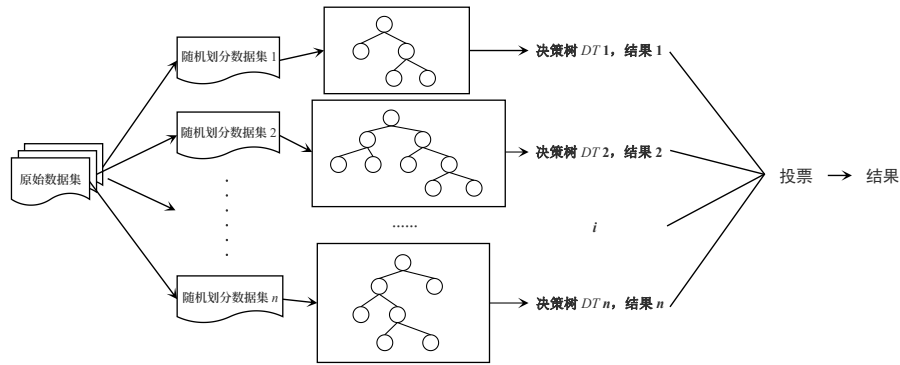 随机划分数据集 1
决策树 DT 1，结果 1
随机划分数据集 2
决策树 DT 2，结果 2
原始数据集
投票
结果
······
i
随机划分数据集 n
决策树 DT n，结果 n